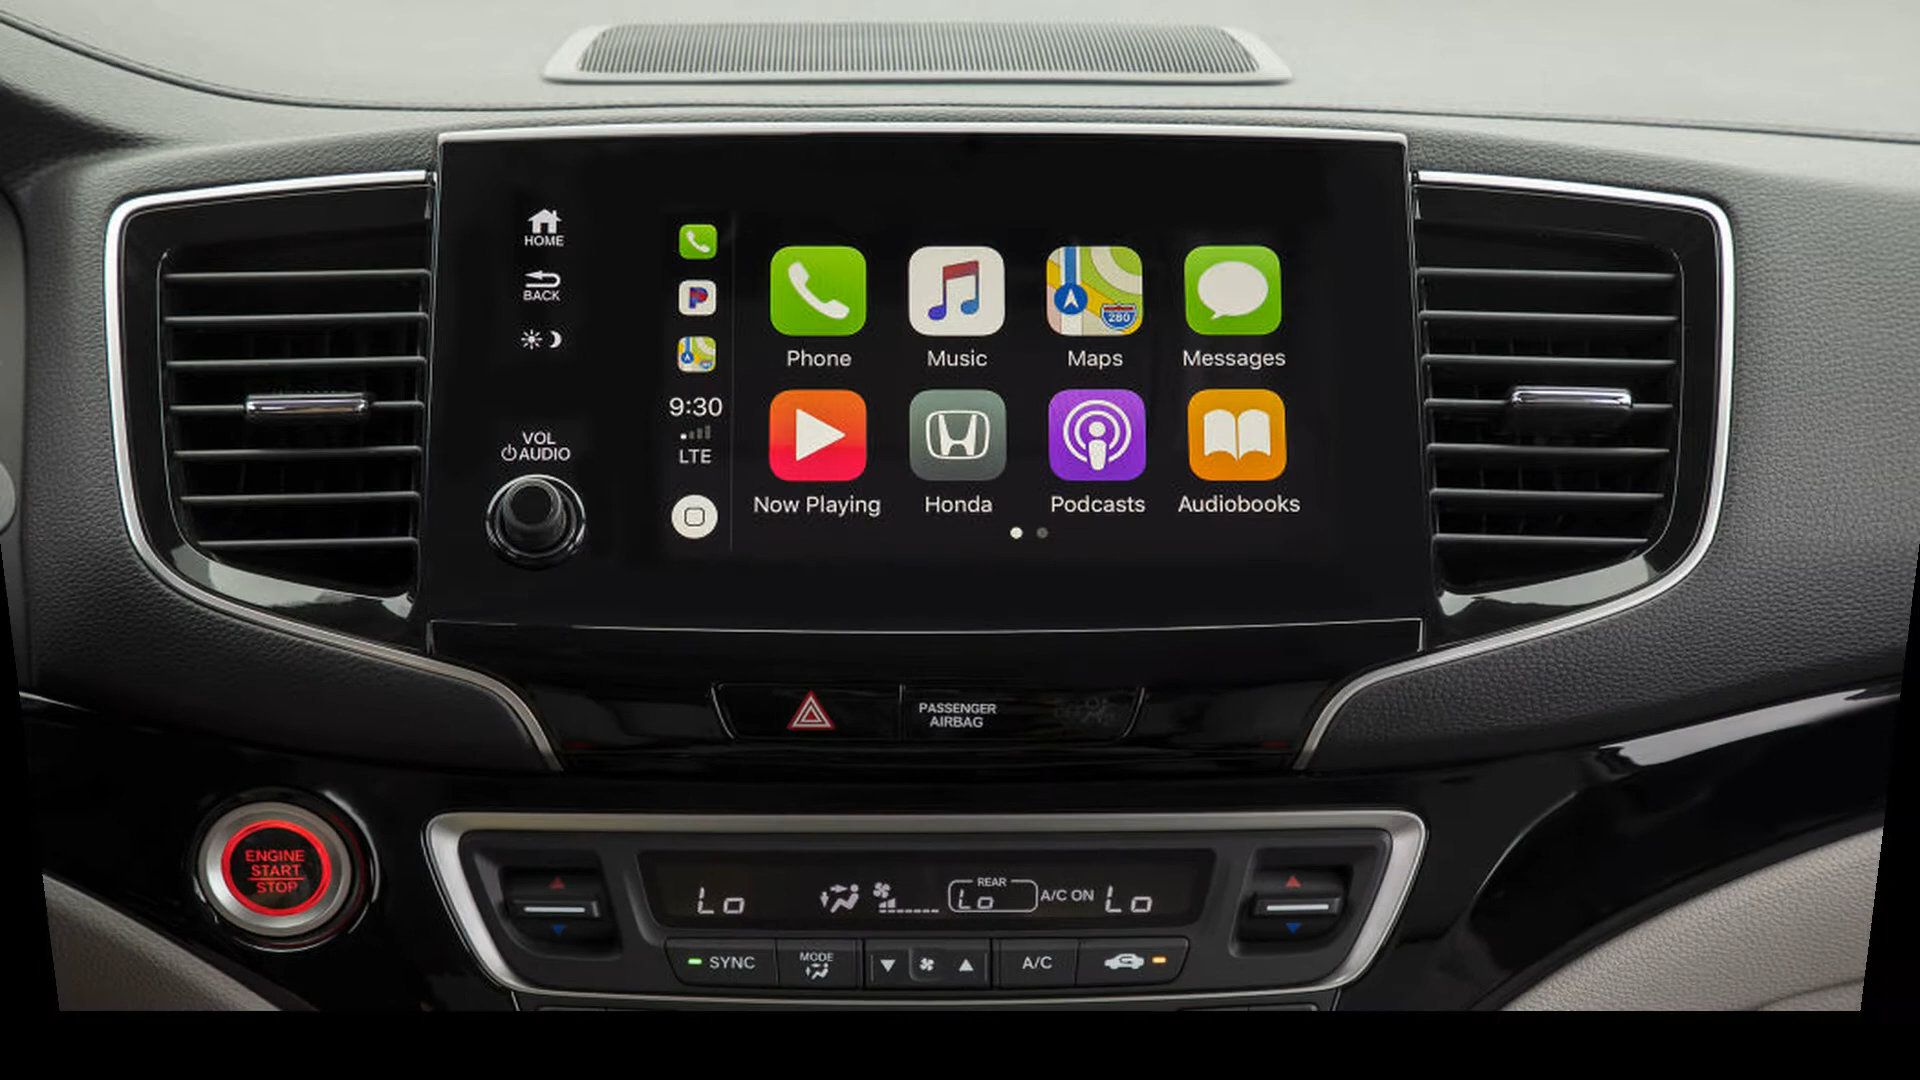 HOME
BACK
VOL
AUDIO
9:30
LTE
Phone
Music
Maps
280
Messages
Now Playing
Honda
Podcasts
Audiobooks
PASSENGER
AIRBAG
ENGINE
START
STOP
Lo
REAR
Lo
A/C ON
Lo
SYNC
MODE
A/C